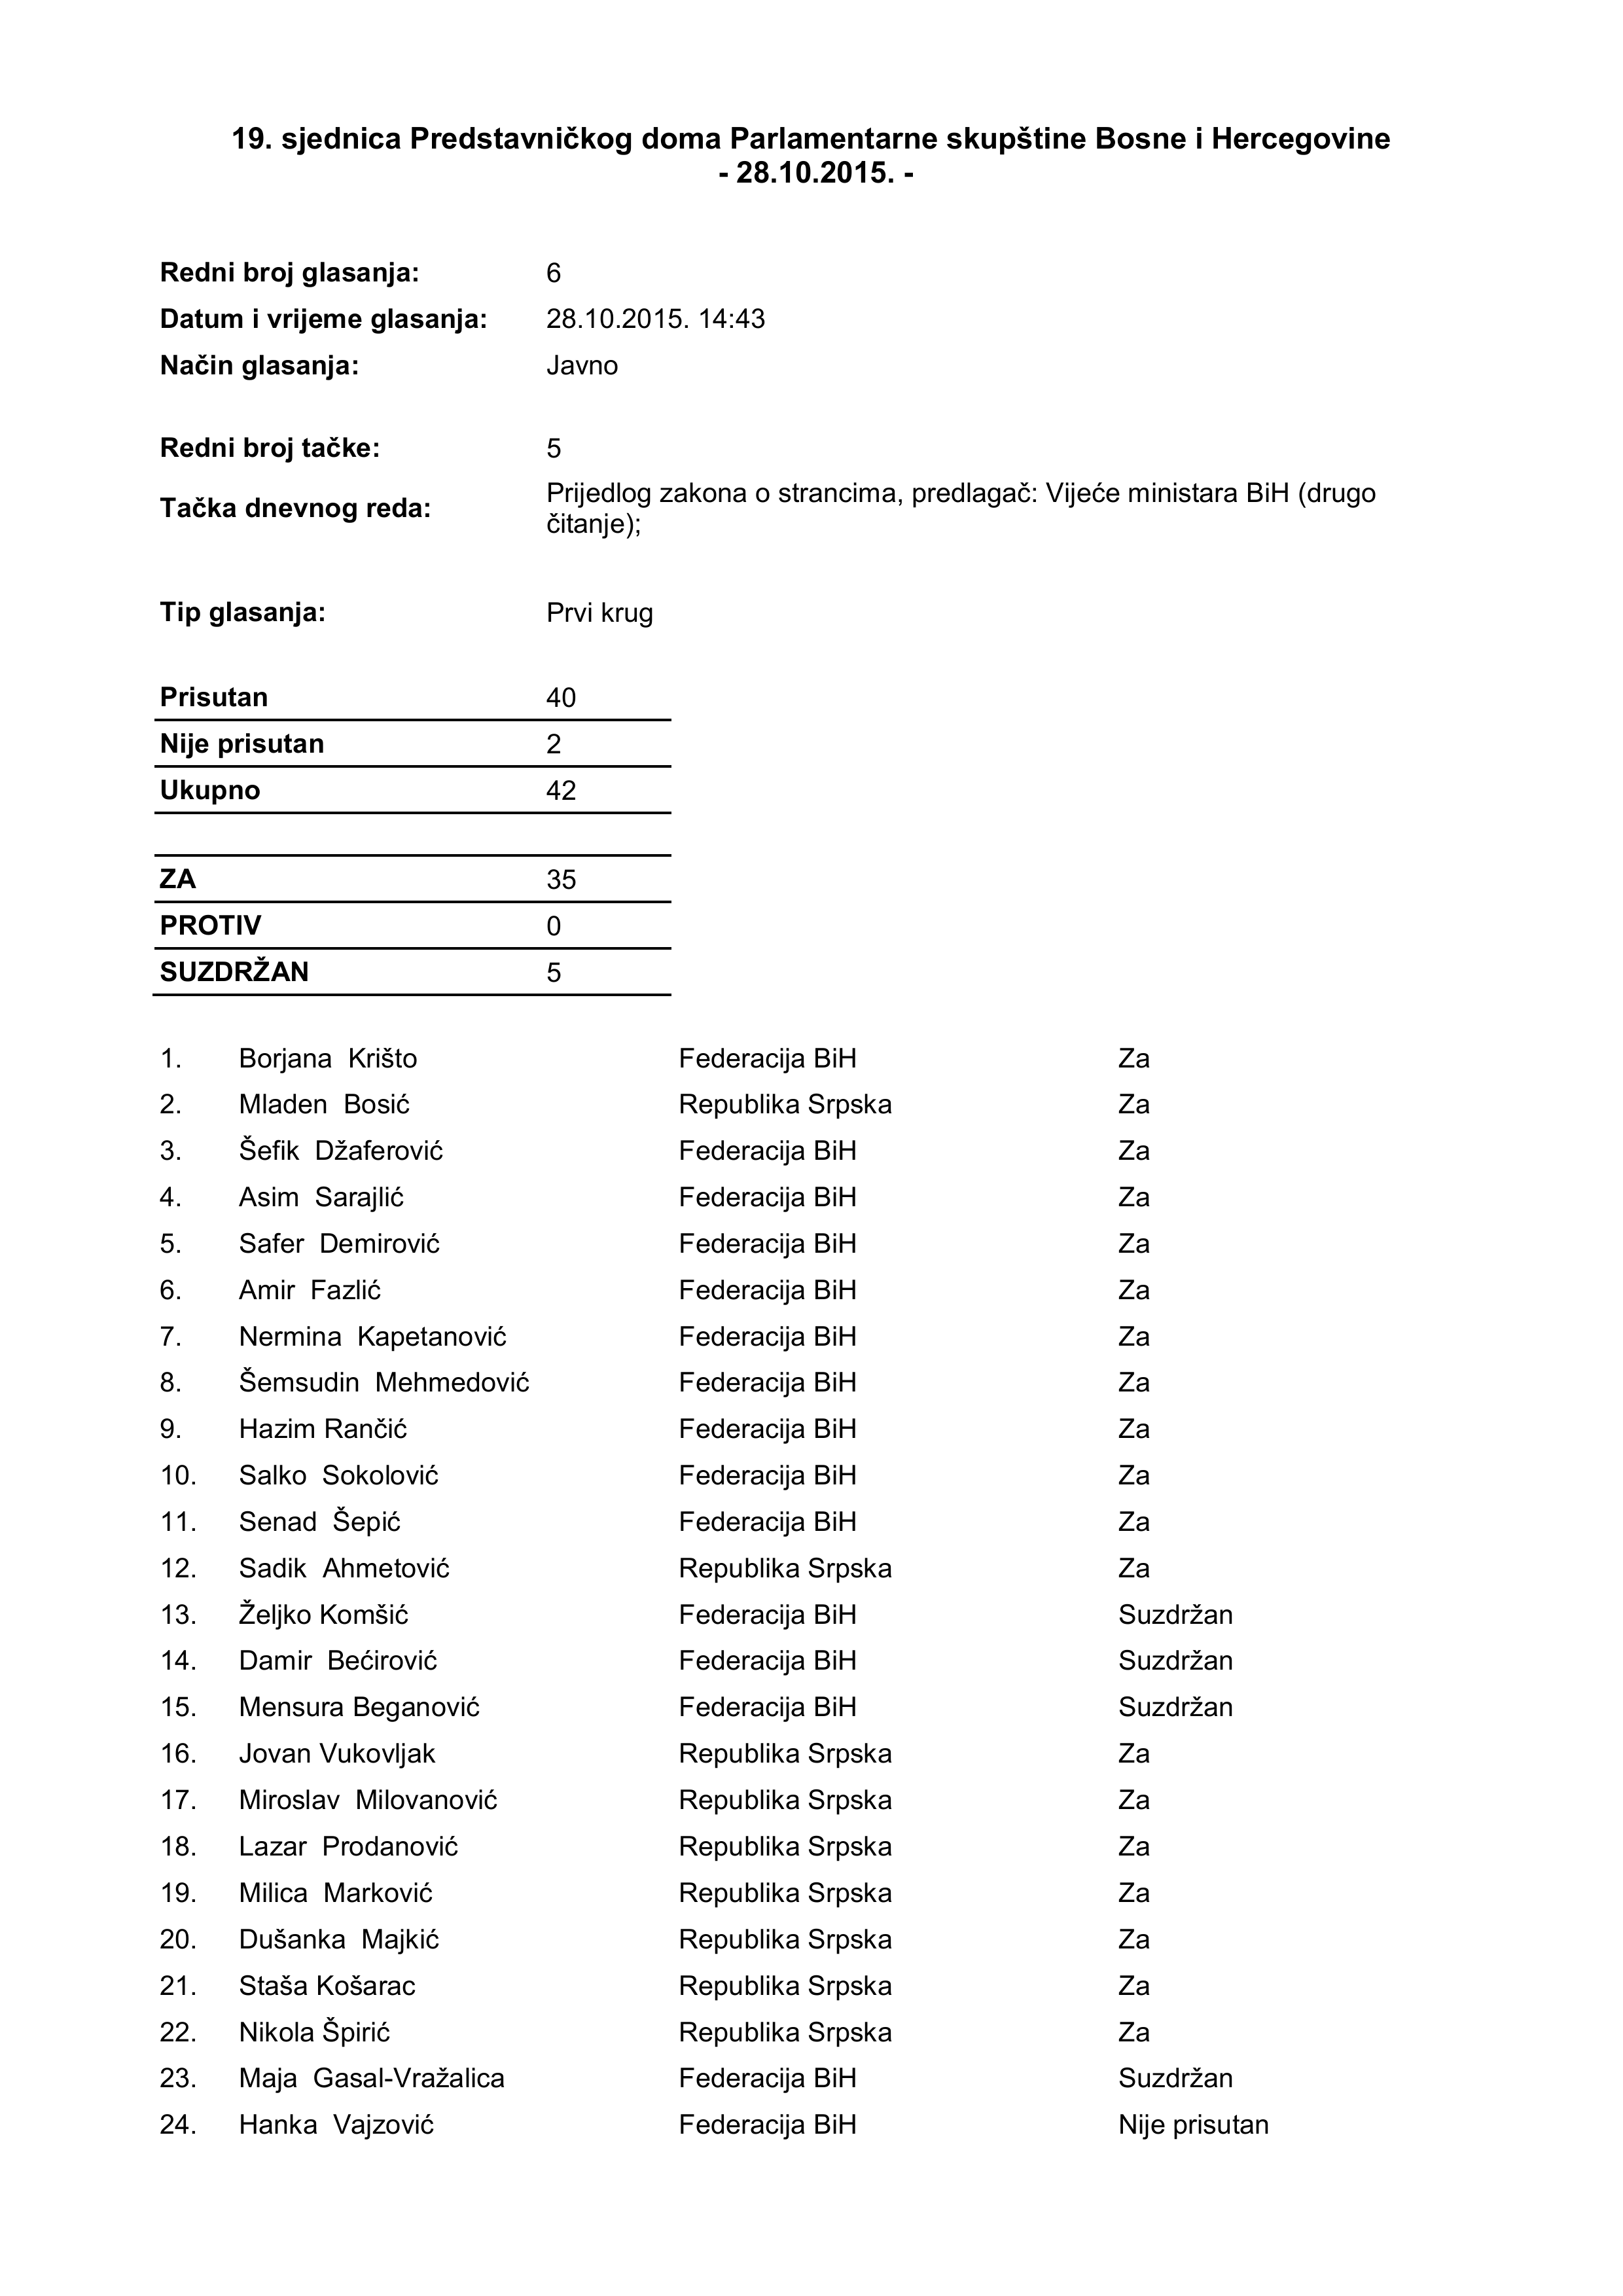 19. sjednica Predstavničkog doma Parlamentarne skupštine Bosne i Hercegovine
- 28.10.2015. -
Redni broj glasanja: 6
Datum i vrijeme glasanja: 28.10.2015. 14:43
Način glasanja: Javno
Redni broj tačke: 5
Tačka dnevnog reda: Prijedlog zakona o strancima, predlagač: Vijeće ministara BiH (drugo
čitanje);
Tip glasanja: Prvi krug
Prisutan 40
Nije prisutan 2
Ukupno 42
ZA 35
PROTIV 0
SUZDRŽAN 5
1. Borjana Krišto Federacija BiH Za
2. Mladen Bosić Republika Srpska Za
3. Šefik Džaferović Federacija BiH Za
4. Asim Sarajlić Federacija BiH Za
5. Safer Demirović Federacija BiH Za
6. Amir Fazlić Federacija BiH Za
7. Nermina Kapetanović Federacija BiH Za
8. Šemsudin Mehmedović Federacija BiH Za
9. Hazim Rančić Federacija BiH Za
10. Salko Sokolović Federacija BiH Za
11. Senad Šepić Federacija BiH Za
12. Sadik Ahmetović Republika Srpska Za
13. Željko Komšić Federacija BiH Suzdržan
14. Damir Bećirović Federacija BiH Suzdržan
15. Mensura Beganović Federacija BiH Suzdržan
16. Jovan Vukovljak Republika Srpska Za
17. Miroslav Milovanović Republika Srpska Za
18. Lazar Prodanović Republika Srpska Za
19. Milica Marković Republika Srpska Za
20. Dušanka Majkić Republika Srpska Za
21. Staša Košarac Republika Srpska Za
22. Nikola Špirić Republika Srpska Za
23. Maja Gasal-Vražalica Federacija BiH Suzdržan
24. Hanka Vajzović Federacija BiH Nije prisutan